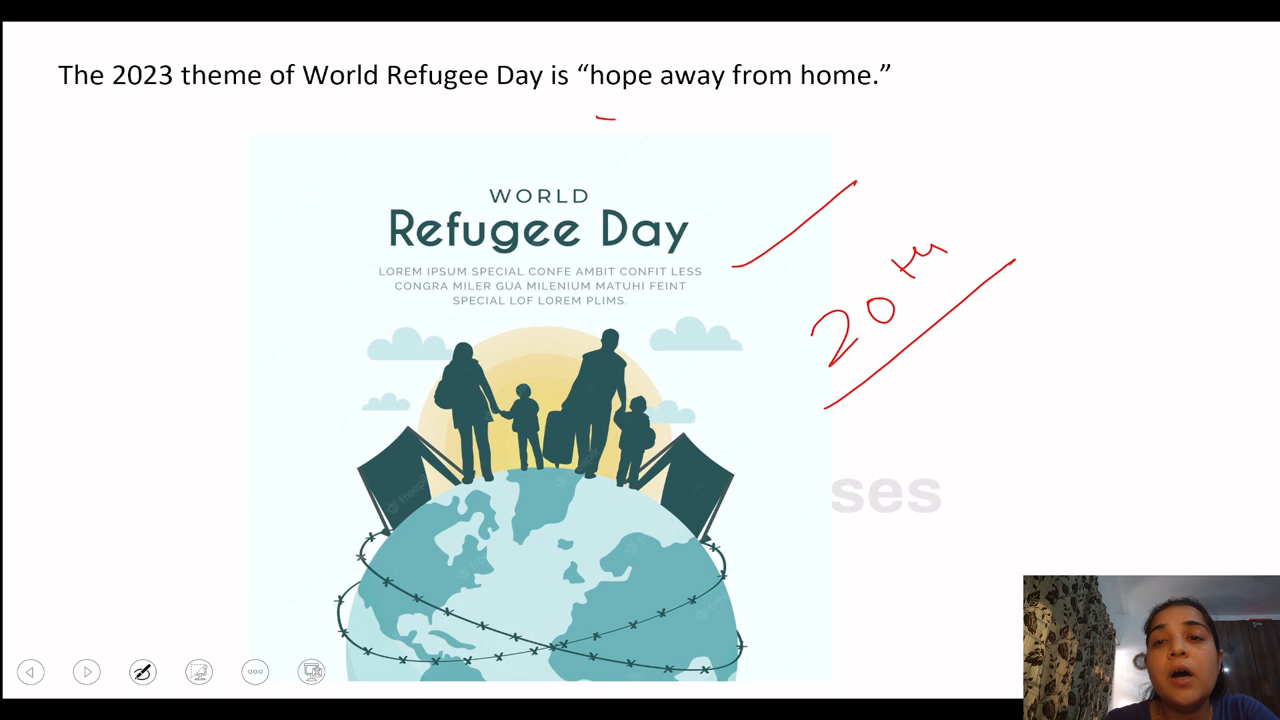 The 2023 theme of World Refugee Day is “hope away from home.”
WORLD
Refugee Day
LOREM IPSUM SPECIAL CONFE AMBIT CONFIT LESS
CONGRA MILER GUA MILENIUM MATUHI FEINT
SPECIAL LOF LOREM PLIMS.
20th
ses